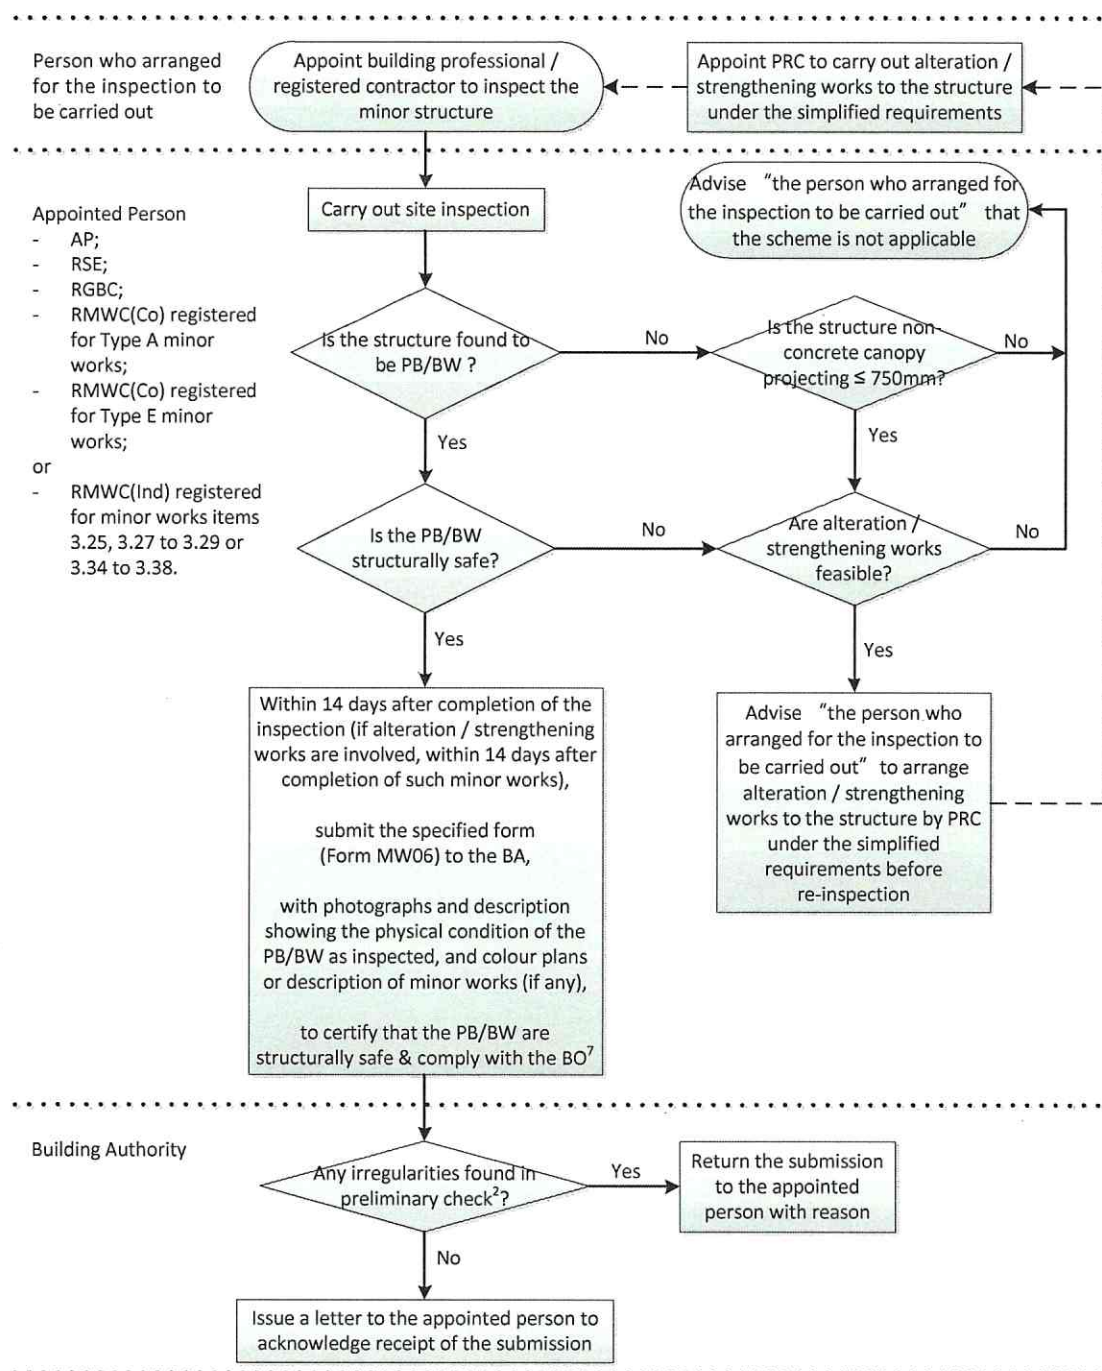 Person who arranged
for the inspection to
be carried out
Appoint building professional /
registered contractor to inspect the
minor structure
Appoint PRC to carry out alteration /
strengthening works to the structure
under the simplified requirements
Appointed Person
- AP;
- RSE;
- RGBC;
- RMWC(Co) registered
for Type A minor
works;
- RMWC(Co) registered
for Type E minor
works;
or
- RMWC(Ind) registered
for minor works items
3.25, 3.27 to 3.29 or
3.34 to 3.38.
Carry out site inspection
Advise “the person who arranged for
the inspection to be carried out” that
the scheme is not applicable
Is the structure found to
be PB/BW ?
No
Is the structure non-
concrete canopy
projecting ≤ 750mm?
No
Yes
Yes
Is the PB/BW
structurally safe?
No
Are alteration /
strengthening works
feasible?
No
Yes
Yes
Within 14 days after completion of the
inspection (if alteration / strengthening
works are involved, within 14 days after
completion of such minor works),
submit the specified form
(Form MW06) to the BA,
with photographs and description
showing the physical condition of the
PB/BW as inspected, and colour plans
or description of minor works (if any),
to certify that the PB/BW are
structurally safe & comply with the BO⁷
Advise “the person who
arranged for the inspection to
be carried out” to arrange
alteration / strengthening
works to the structure by PRC
under the simplified
requirements before
re-inspection
Building Authority
Any irregularities found in
preliminary check²?
Yes
Return the submission
to the appointed
person with reason
No
Issue a letter to the appointed person to
acknowledge receipt of the submission